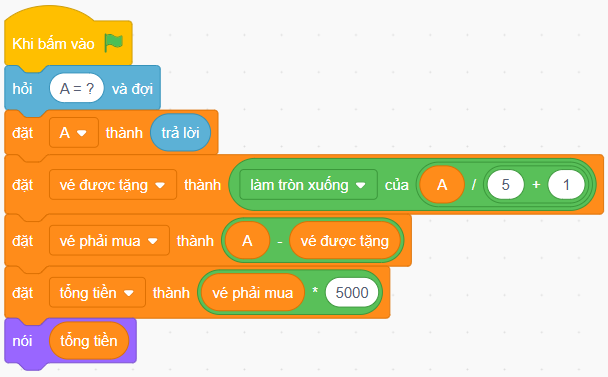 Khi bấm vào
hỏi A = ? và đợi
đặt A thành trả lời
đặt vé được tặng thành làm tròn xuống của A / 5 + 1
đặt vé phải mua thành A - vé được tặng
đặt tổng tiền thành vé phải mua * 5000
nói tổng tiền